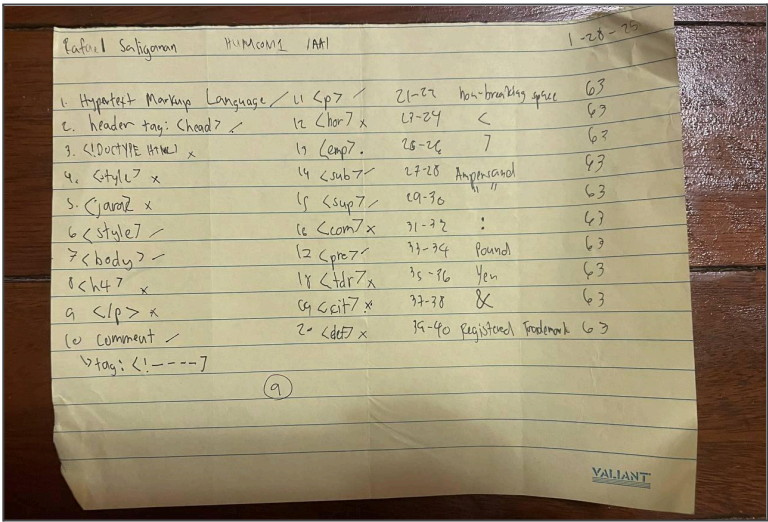 Rafael Saligonan HUMCOM1 IAA1 1-28-25
1. Hypertext Markup Language / 11 <p> / 21-22 non-breaking space 63
2. header tag: <head> / 12 <hor> x 23-24 < 63
3. <!DOCTYPE HTML> x 13 <emp>. 25-26 > 63
4. <style> x 14 <sub> / 27-28 Ampersand 63
5. <java> x 15 <sup> / 29-30 " " 63
6 <style> / 16 <com> x 31-32 : 63
7 <body> / 17 <pre> / 33-34 Pound 63
8 <h4> x 18 <tdr> x 35-36 Yen 63
9 </p> x 19 <cit> x 37-38 & 63
10 comment / 20 <def> x 39-40 Registered Trademark 63
↳ tag: <!---->
9
VALIANT